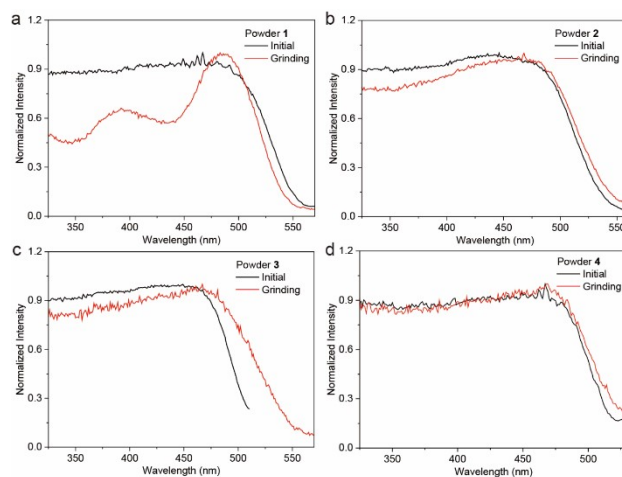 a
Powder 1
Initial
Grinding
Normalized Intensity
1.2
0.9
0.6
0.3
0.0
350 400 450 500 550
Wavelength (nm)
b
Powder 2
Initial
Grinding
Normalized Intensity
1.2
0.9
0.6
0.3
0.0
350 400 450 500 550
Wavelength (nm)
c
Powder 3
Initial
Grinding
Normalized Intensity
1.2
0.9
0.6
0.3
0.0
350 400 450 500 550
Wavelength (nm)
d
Powder 4
Initial
Grinding
Normalized Intensity
1.2
0.9
0.6
0.3
0.0
350 400 450 500
Wavelength (nm)